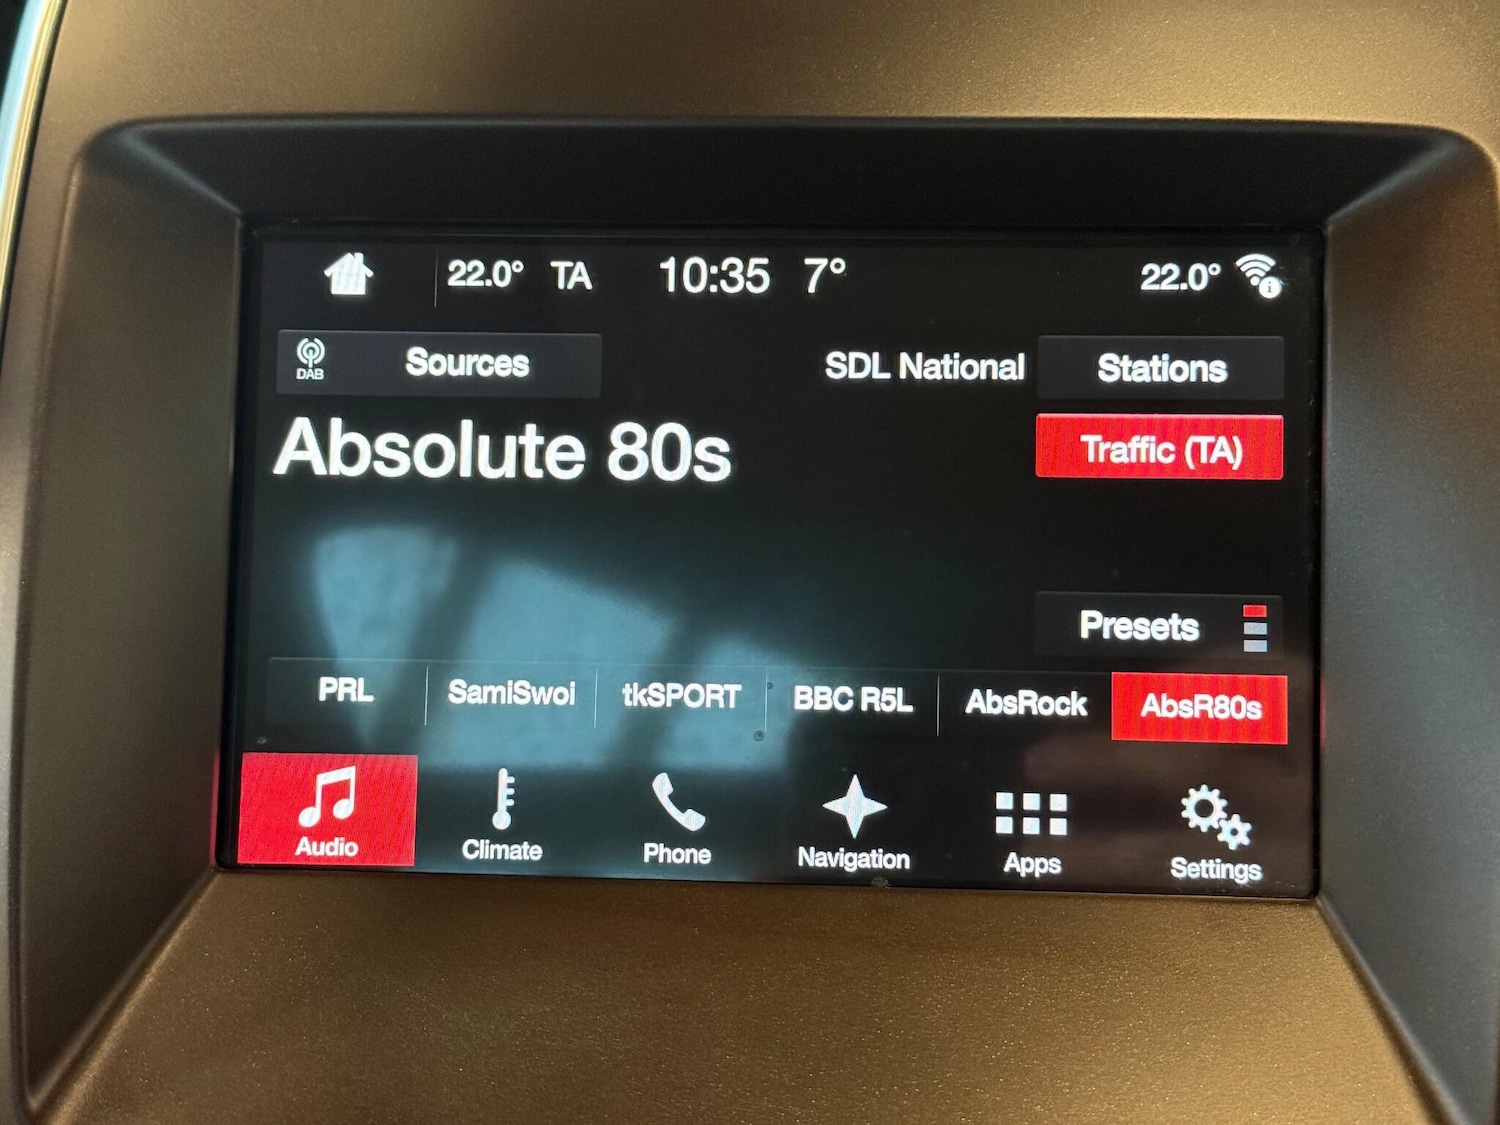 22.0° TA 10:35 7° 22.0°
DAB Sources SDL National Stations
Absolute 80s
Traffic (TA)
Presets
PRL SamiSwoi tkSPORT BBC R5L AbsRock AbsR80s
Audio Climate Phone Navigation Apps Settings